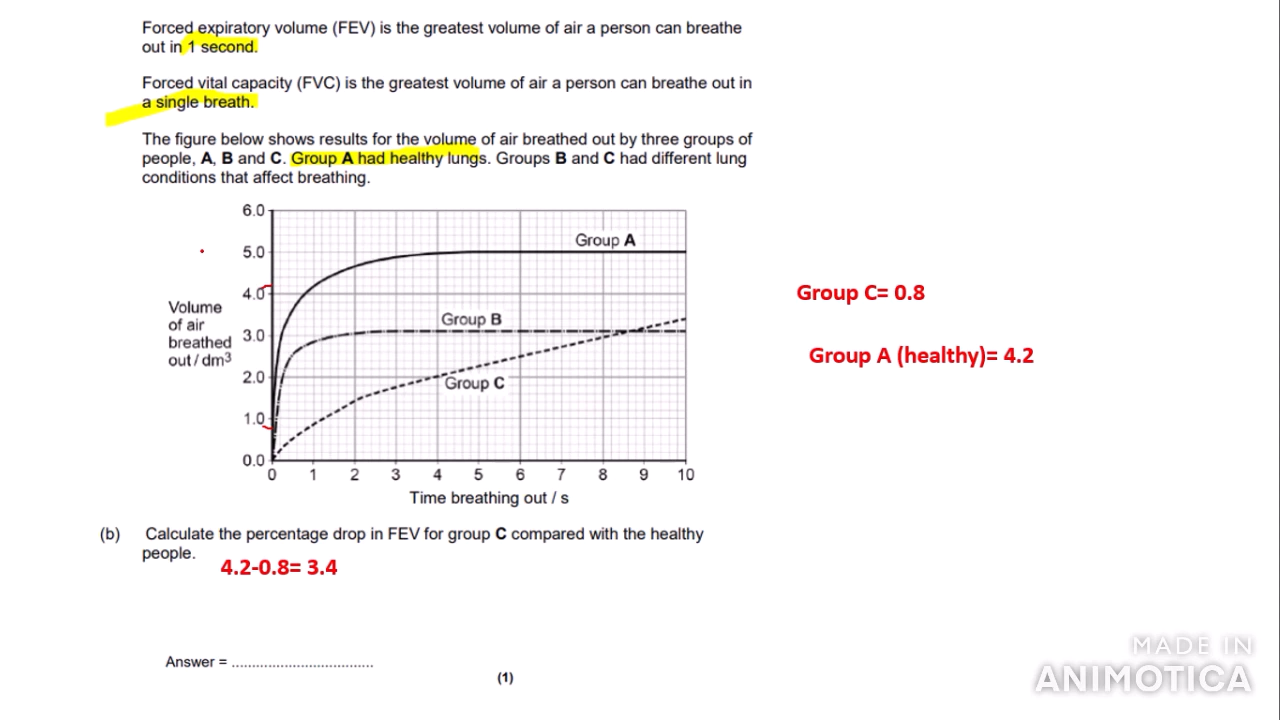 Forced expiratory volume (FEV) is the greatest volume of air a person can breathe
out in 1 second.
Forced vital capacity (FVC) is the greatest volume of air a person can breathe out in
a single breath.
The figure below shows results for the volume of air breathed out by three groups of
people, A, B and C. Group A had healthy lungs. Groups B and C had different lung
conditions that affect breathing.
6.0
5.0
4.0
3.0
2.0
1.0
0.0
Volume
of air
breathed
out / dm³
Group A
Group B
Group C
0 1 2 3 4 5 6 7 8 9 10
Time breathing out / s
Group C= 0.8
Group A (healthy)= 4.2
(b) Calculate the percentage drop in FEV for group C compared with the healthy
people.
4.2-0.8= 3.4
Answer = ..................................
(1)
MADE IN
ANIMOTICA